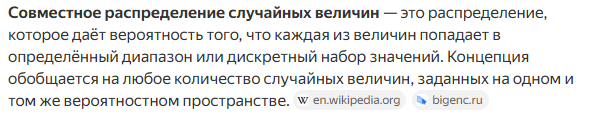 Совместное распределение случайных величин — это распределение,
которое даёт вероятность того, что каждая из величин попадает в
определённый диапазон или дискретный набор значений. Концепция
обобщается на любое количество случайных величин, заданных на одном и
том же вероятностном пространстве. W en.wikipedia.org bigenc.ru